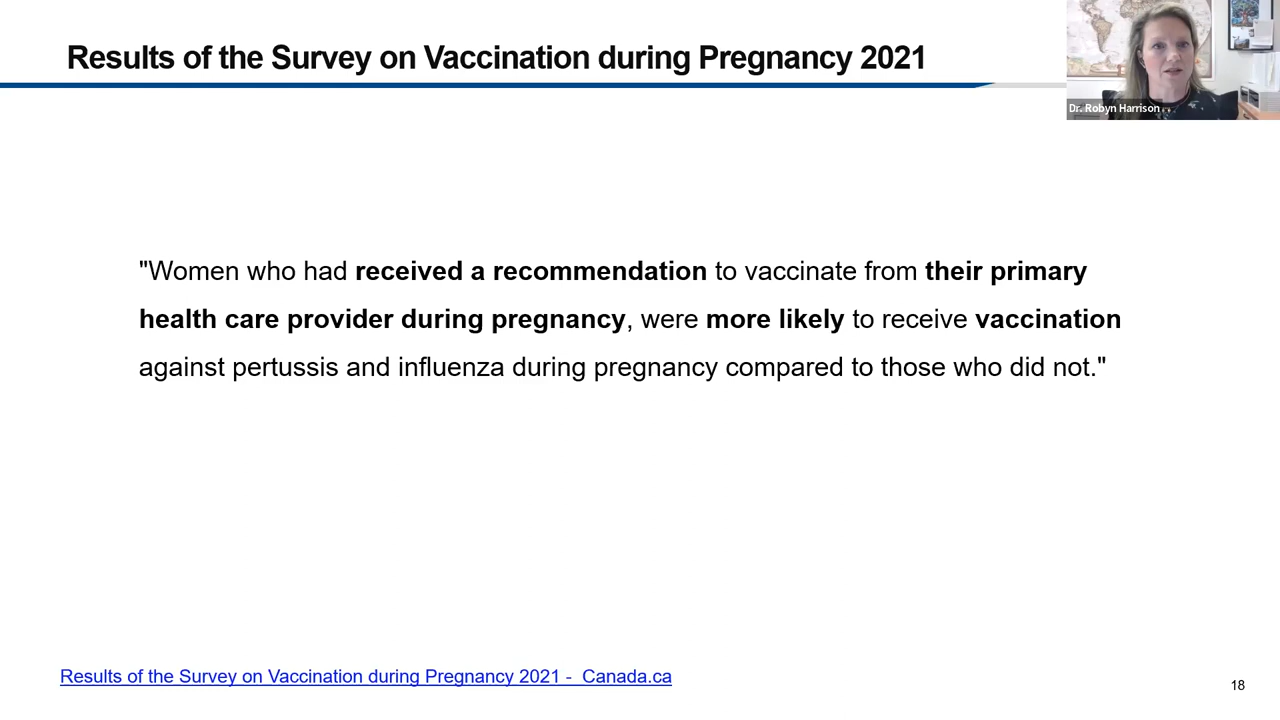 Results of the Survey on Vaccination during Pregnancy 2021
Dr. Robyn Harrison
"Women who had received a recommendation to vaccinate from their primary
health care provider during pregnancy, were more likely to receive vaccination
against pertussis and influenza during pregnancy compared to those who did not."
Results of the Survey on Vaccination during Pregnancy 2021 - Canada.ca
18